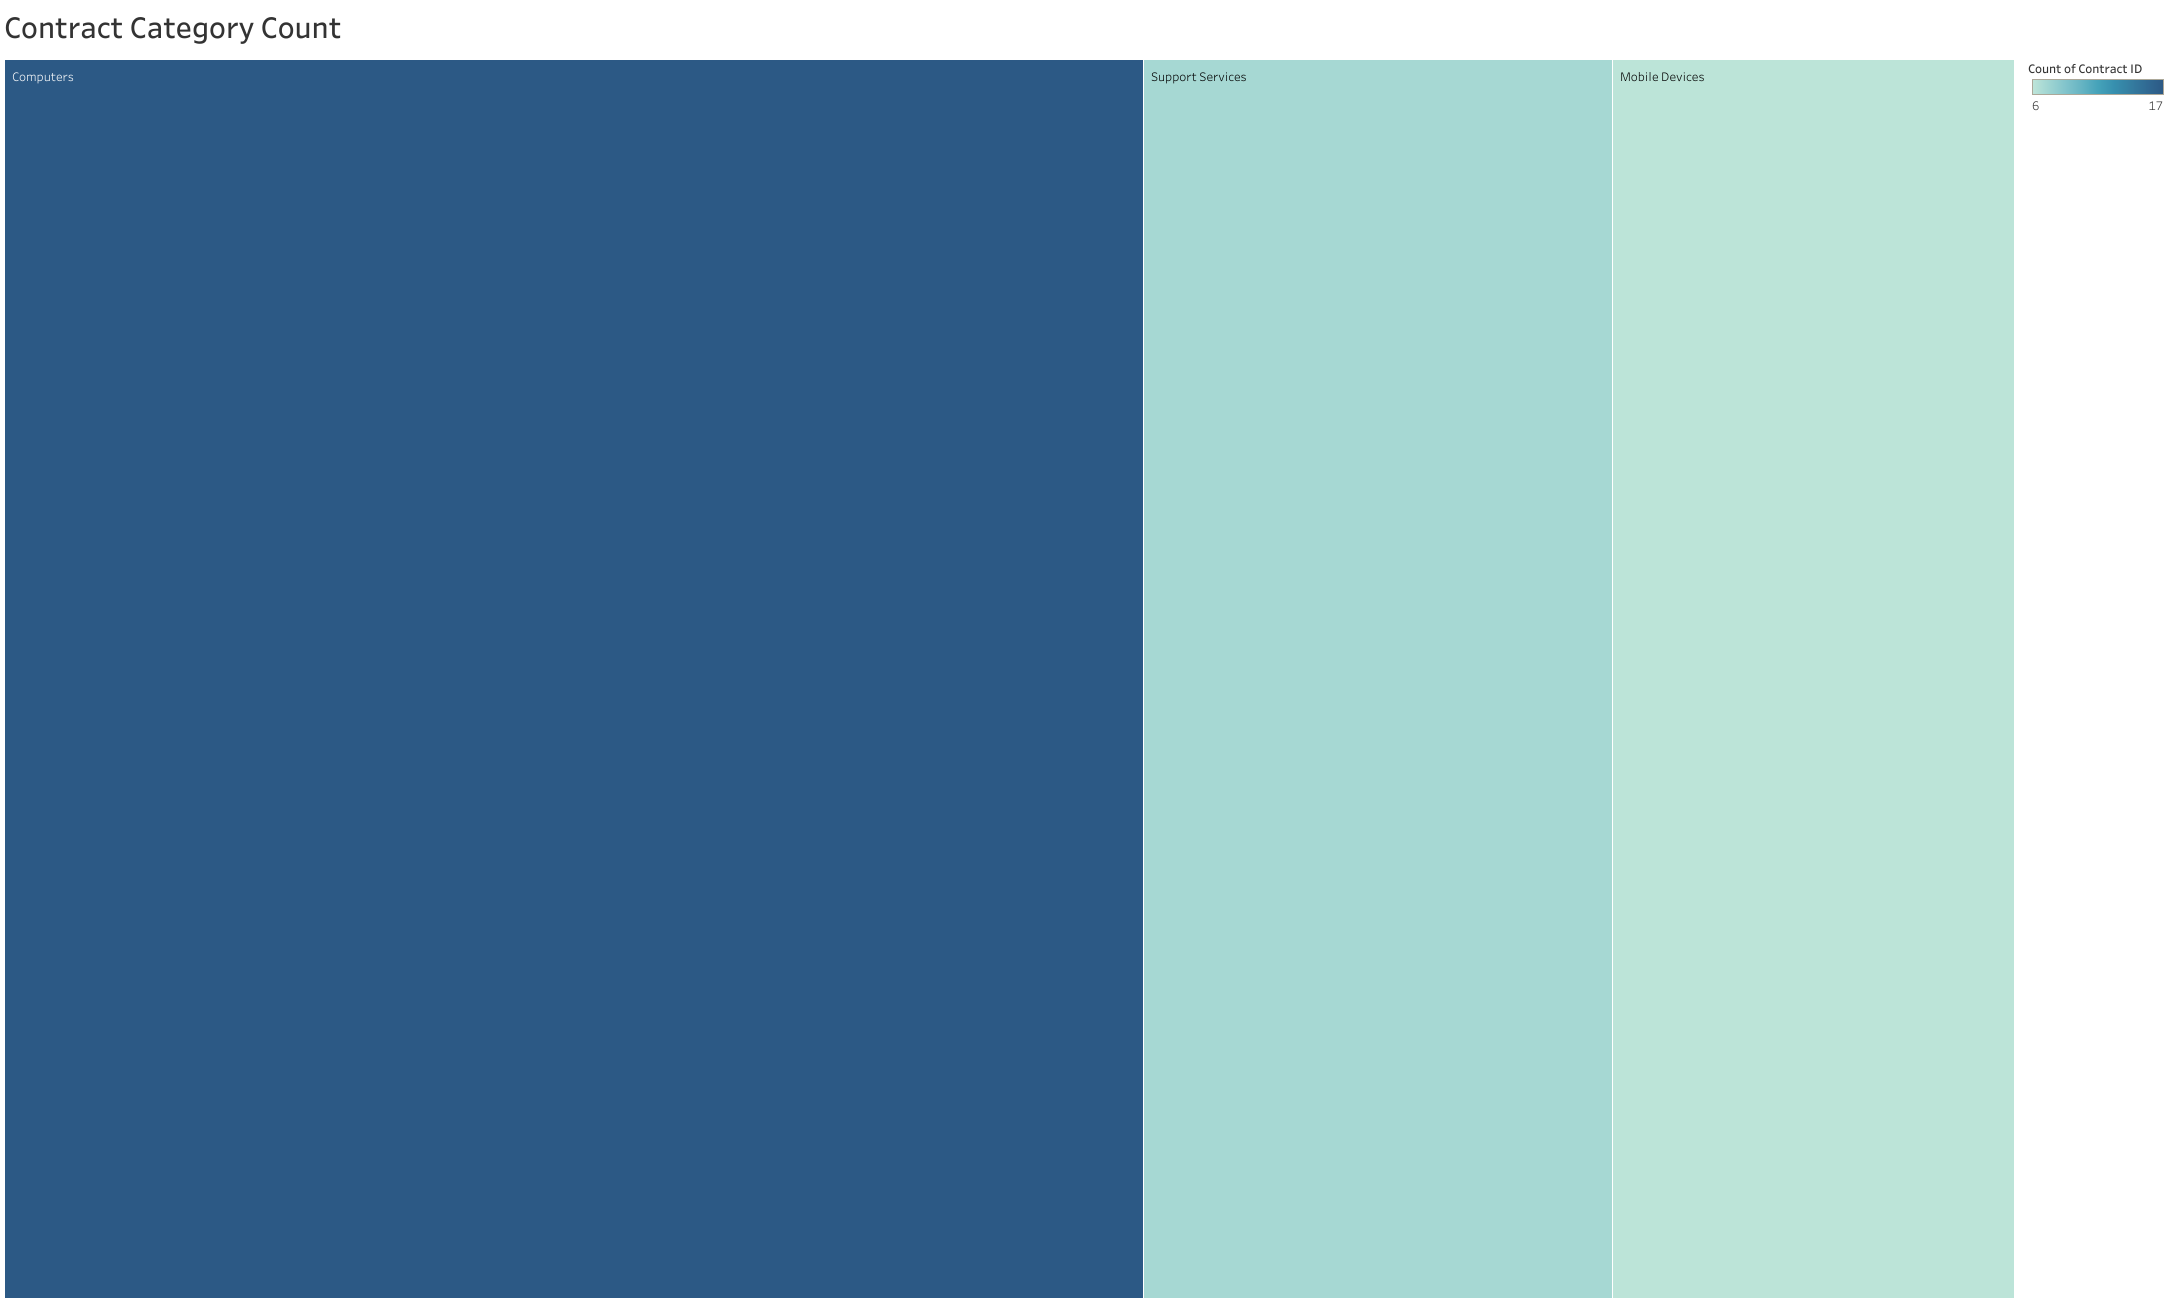 Contract Category Count
Computers
Support Services
Mobile Devices
Count of Contract ID
6 17